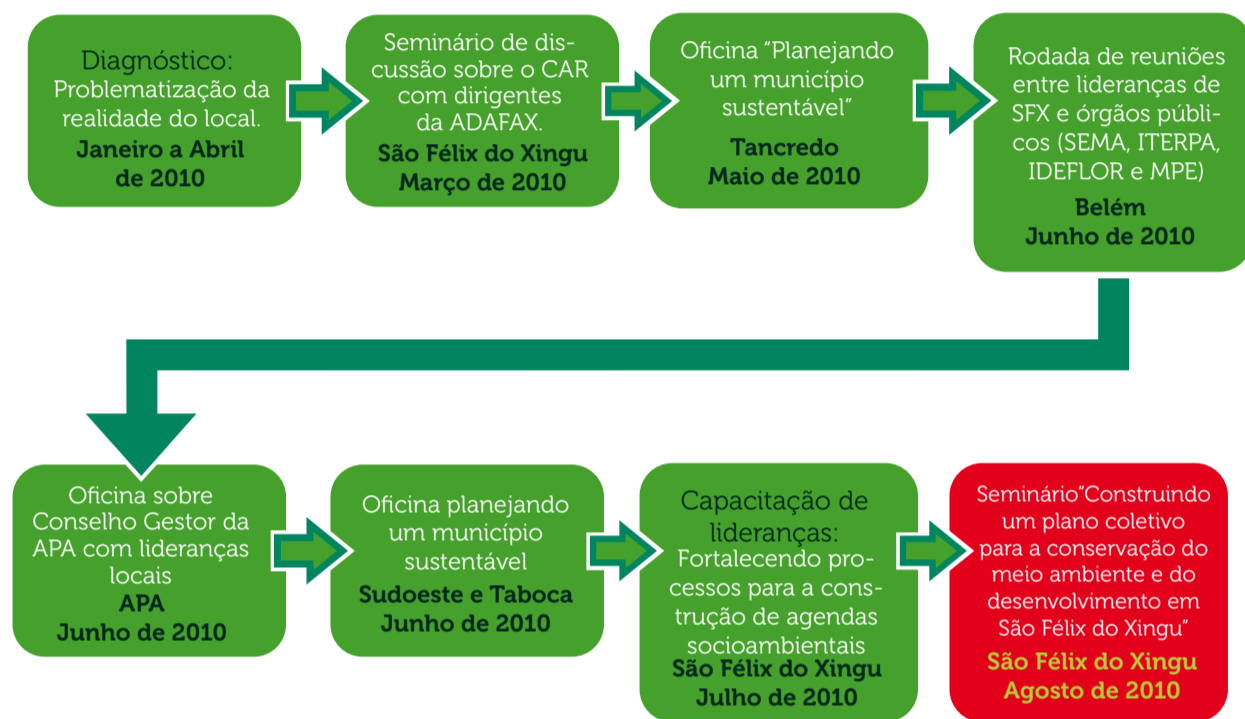 Diagnóstico:
Problematização da
realidade do local.
Janeiro a Abril
de 2010
Seminário de dis-
cussão sobre o CAR
com dirigentes
da ADAFAX.
São Félix do Xingu
Março de 2010
Oficina “Planejando
um município
sustentável”
Tancredo
Maio de 2010
Rodada de reuniões
entre lideranças de
SFX e órgãos públi-
cos (SEMA, ITERPA,
IDEFLOR e MPE)
Belém
Junho de 2010
Oficina sobre
Conselho Gestor da
APA com lideranças
locais
APA
Junho de 2010
Oficina planejando
um município
sustentável
Sudoeste e Taboca
Junho de 2010
Capacitação de
lideranças:
Fortalecendo pro-
cessos para a cons-
trução de agendas
socioambientais
São Félix do Xingu
Julho de 2010
Seminário“Construindo
um plano coletivo
para a conservação do
meio ambiente e do
desenvolvimento em
São Félix do Xingu”
São Félix do Xingu
Agosto de 2010